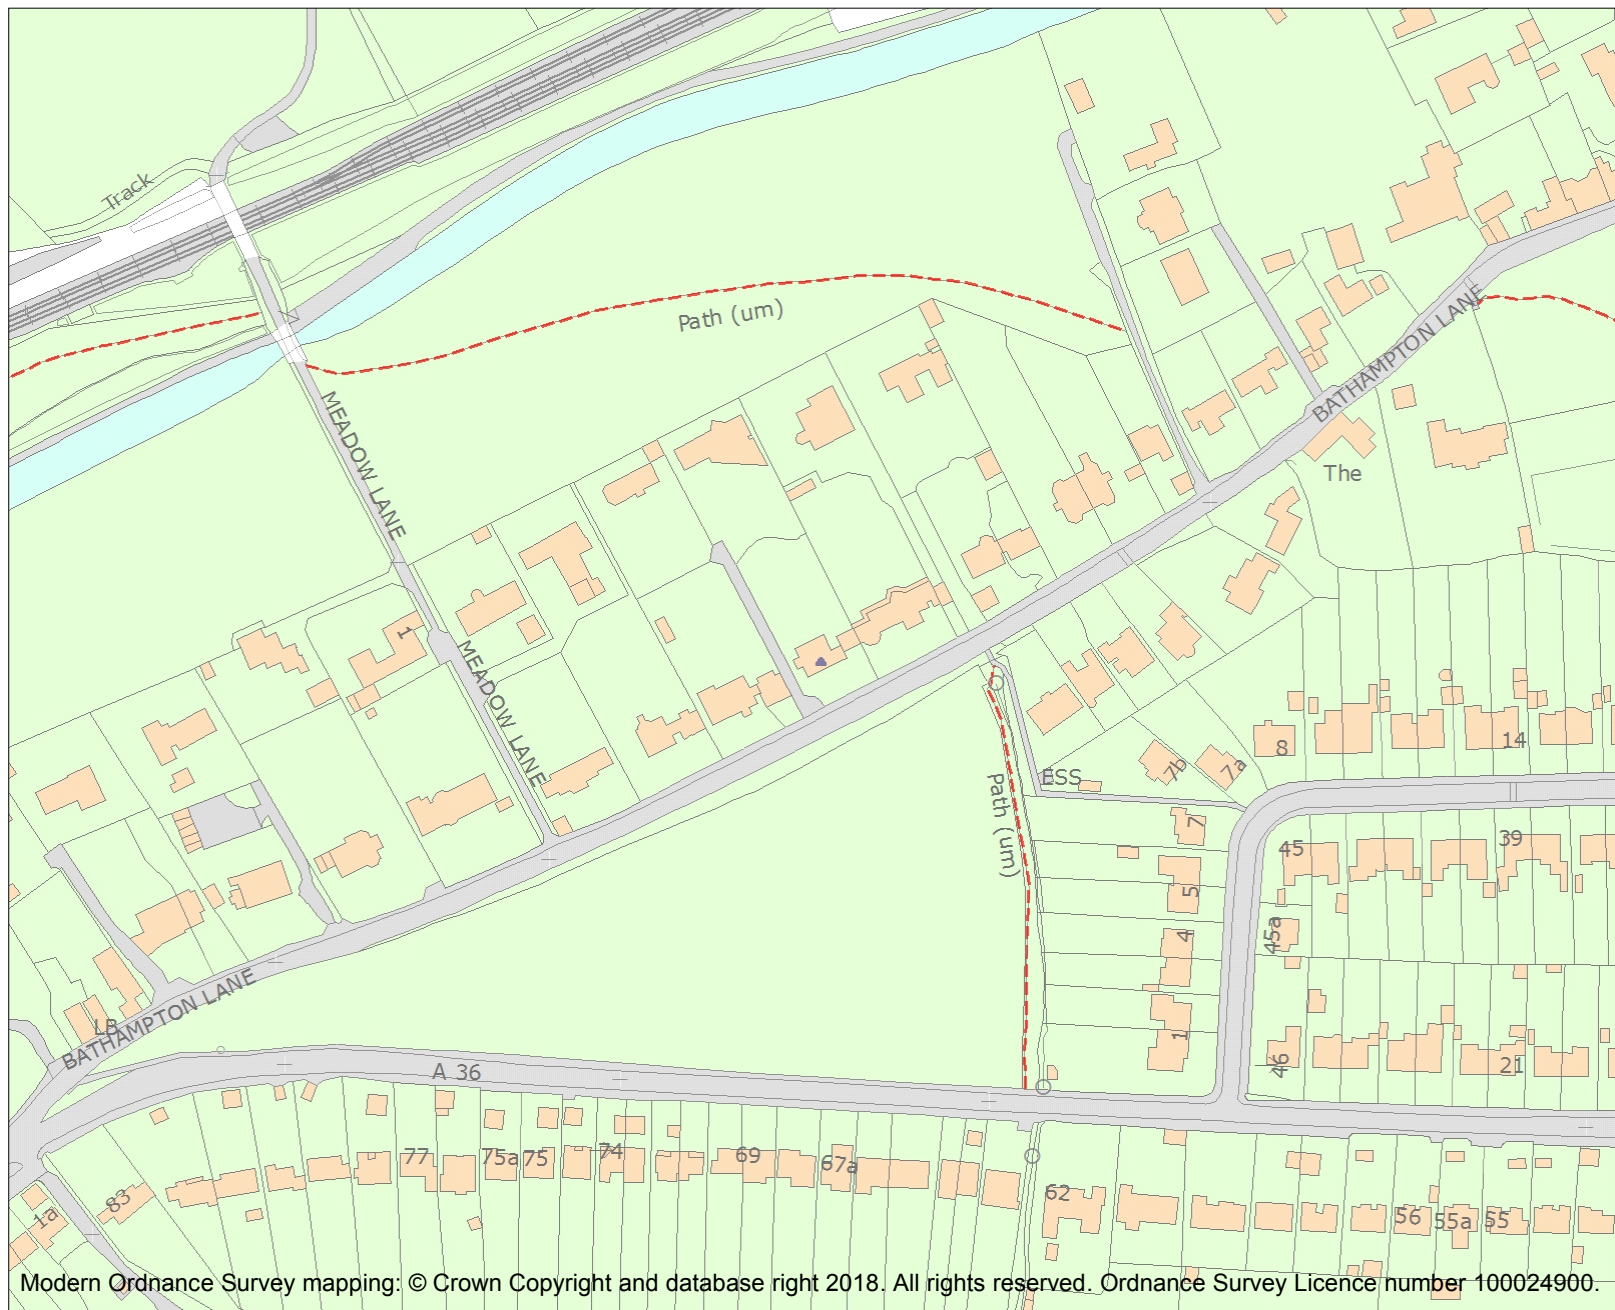 Track
Path (um)
BATHAMPTON LANE
MEADOW LANE
The
1
MEADOW LANE
ESS
7b
7a
8
14
Path (um)
7
45
39
5
4
45a
LB
BATHAMPTON LANE
1
46
21
A 36
77
75a
75
74
69
67a
62
56
55a
55
83
1a
Modern Ordnance Survey mapping: © Crown Copyright and database right 2018. All rights reserved. Ordnance Survey Licence number 100024900.